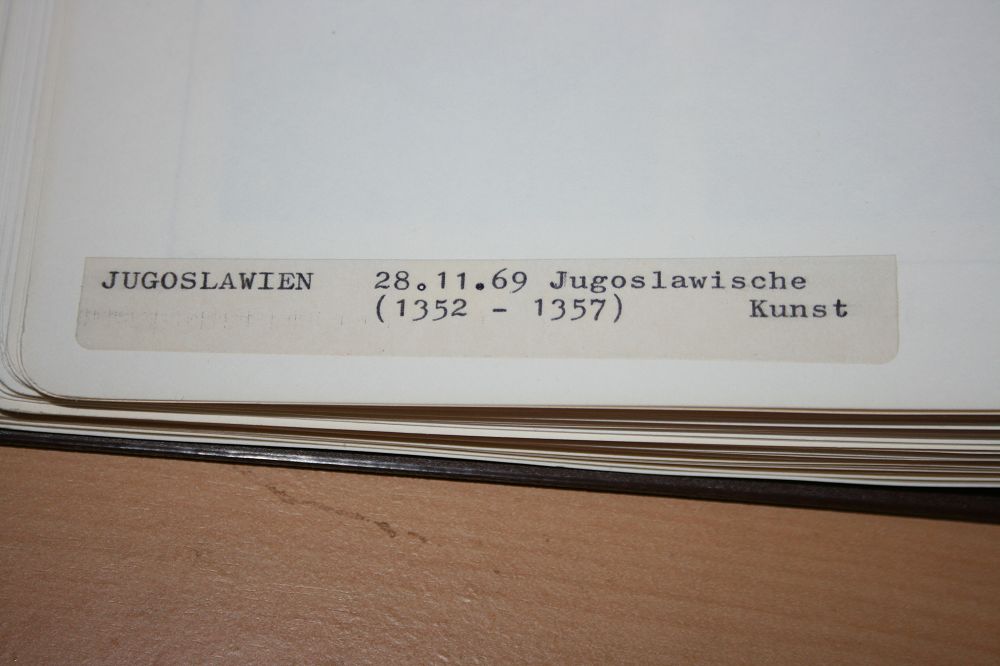 JUGOSLAWIEN 28.11.69 Jugoslawische
(1352 - 1357) Kunst